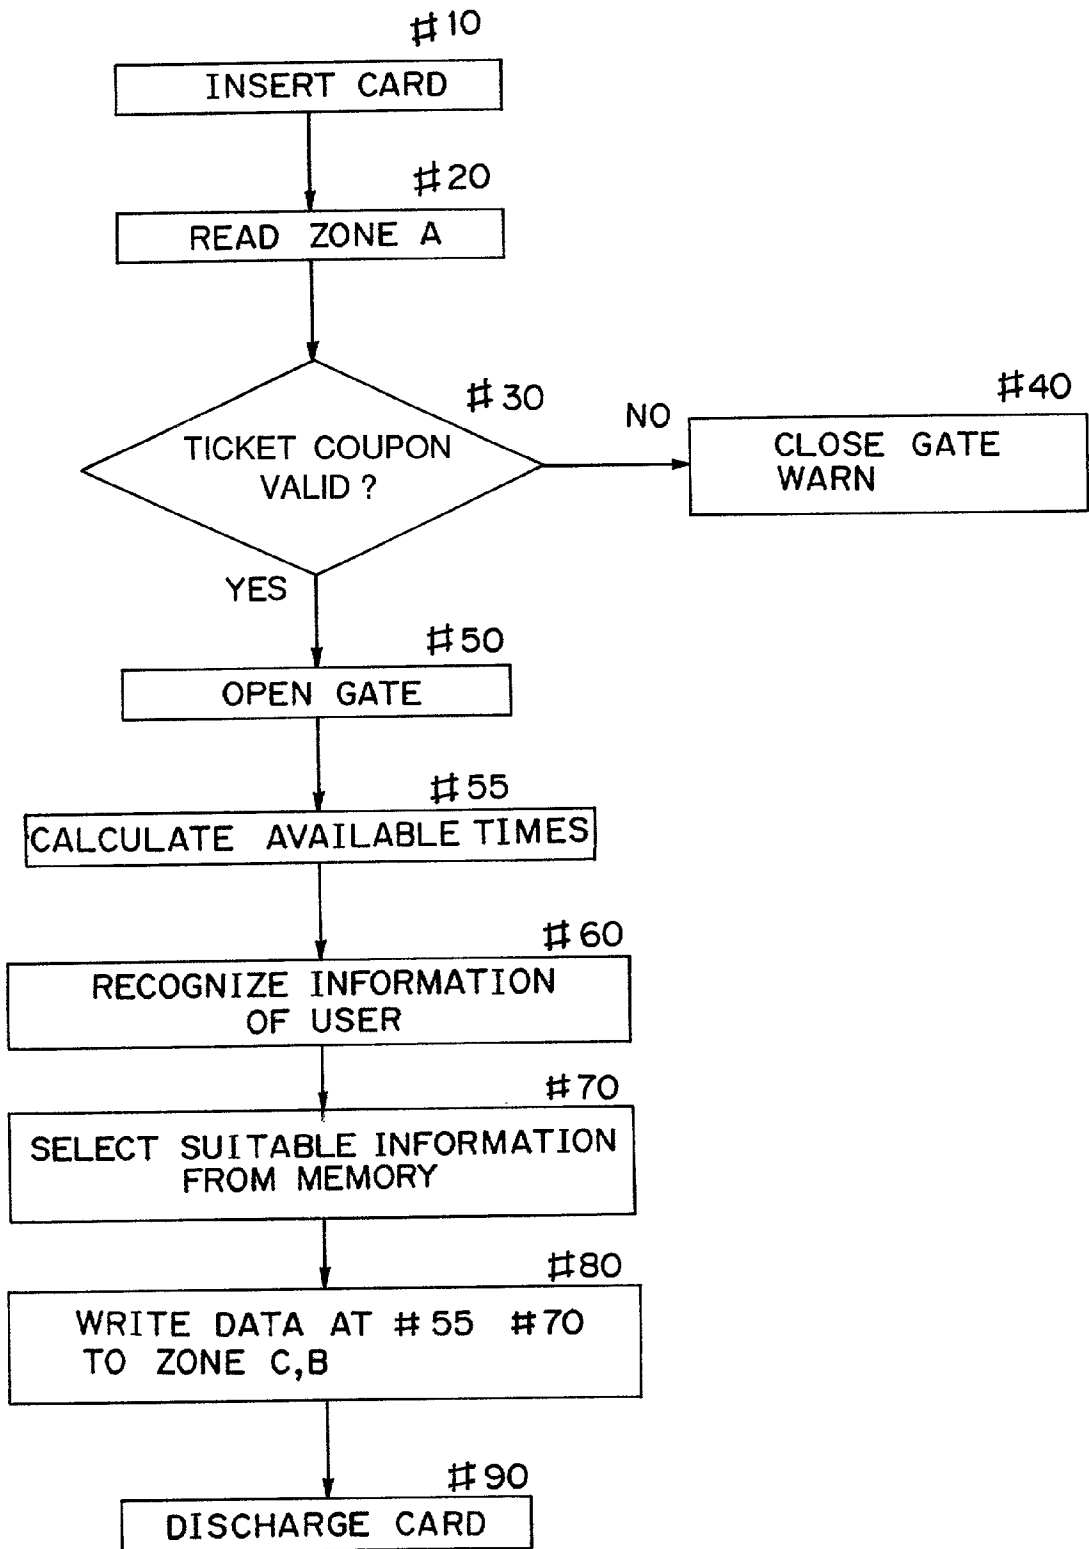 #10
INSERT CARD
#20
READ ZONE A
#30
TICKET COUPON
VALID ?
NO
#40
CLOSE GATE
WARN
YES
#50
OPEN GATE
#55
CALCULATE AVAILABLE TIMES
#60
RECOGNIZE INFORMATION
OF USER
#70
SELECT SUITABLE INFORMATION
FROM MEMORY
#80
WRITE DATA AT #55 #70
TO ZONE C,B
#90
DISCHARGE CARD